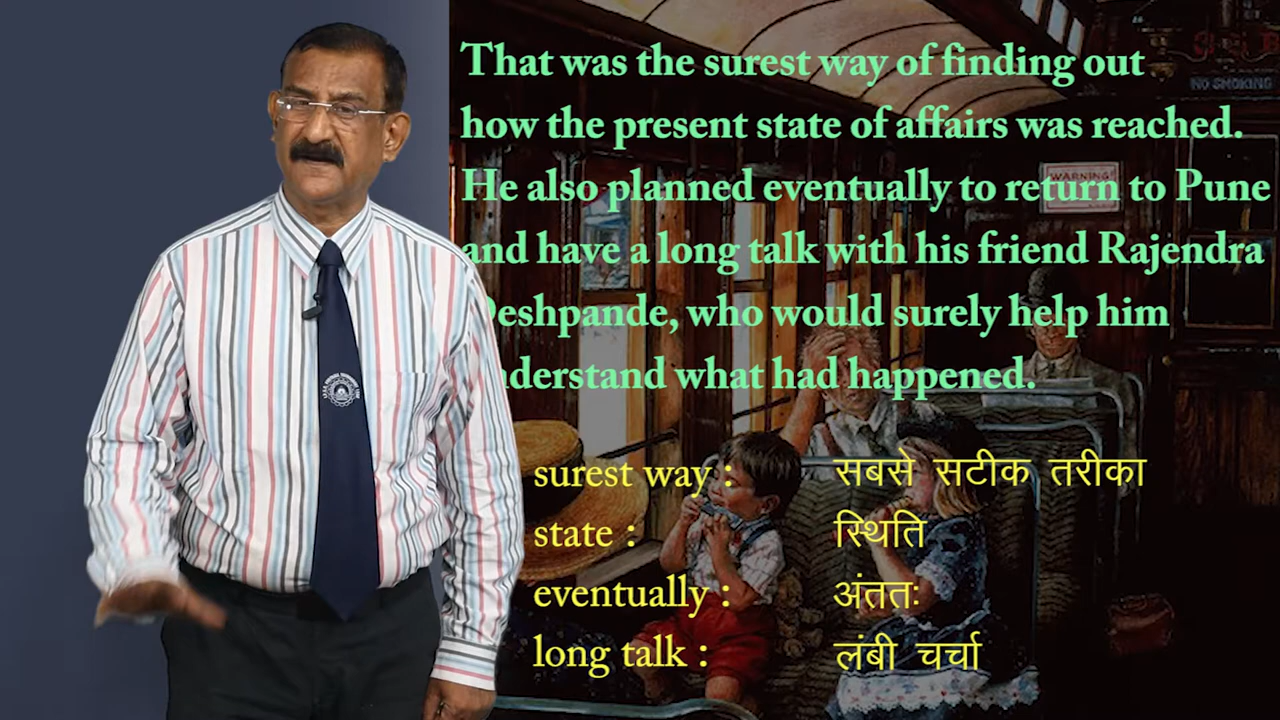 That was the surest way of finding out
how the present state of affairs was reached.
He also planned eventually to return to Pune
and have a long talk with his friend Rajendra
Deshpande, who would surely help him
understand what had happened.
NO SMOKING
WARNING!
surest way : सबसे सटीक तरीका
state : स्थिति
eventually : अंततः
long talk : लंबी चर्चा